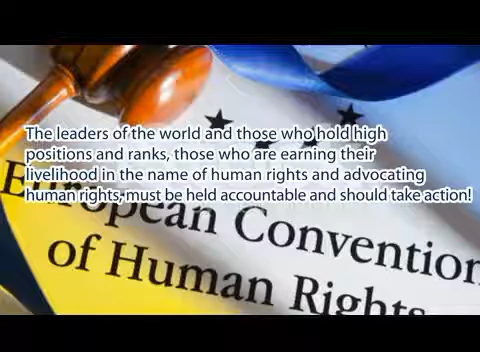 The leaders of the world and those who hold high
positions and ranks, those who are earning their
livelihood in the name of human rights and advocating
human rights, must be held accountable and should take action!
European Convention
of Human Rights